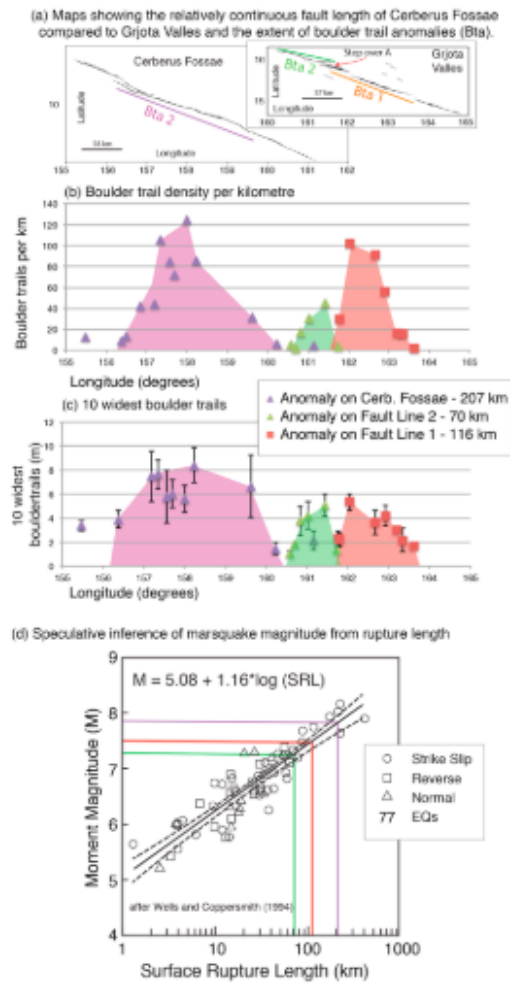 (a) Maps showing the relatively continuous fault length of Cerberus Fossae
compared to Grjota Valles and the extent of boulder trail anomalies (Bta).
Cerberus Fossae
Latitude
10
Bta 2
Longitude
155 156 157 158 159 160 161 162
Step over A
Grjota
Valles
Bta 2
Bta 1
Latitude
16
15
Longitude
160 161 162 163 164 165
(b) Boulder trail density per kilometre
Boulder trails per km
140
120
100
80
60
40
20
0
155 156 157 158 159 160 161 162 163 164 165
Longitude (degrees)
Anomaly on Cerb. Fossae - 207 km
Anomaly on Fault Line 2 - 70 km
Anomaly on Fault Line 1 - 116 km
(c) 10 widest boulder trails
10 widest
bouldertrails (m)
12
10
8
6
4
2
0
155 156 157 158 159 160 161 162 163 164 165
Longitude (degrees)
(d) Speculative inference of marsquake magnitude from rupture length
M = 5.08 + 1.16*log (SRL)
Moment Magnitude (M)
9
8
7
6
5
4
Strike Slip
Reverse
Normal
77 EQs
after Wells and Coppersmith (1994)
1 10 100 1000
Surface Rupture Length (km)